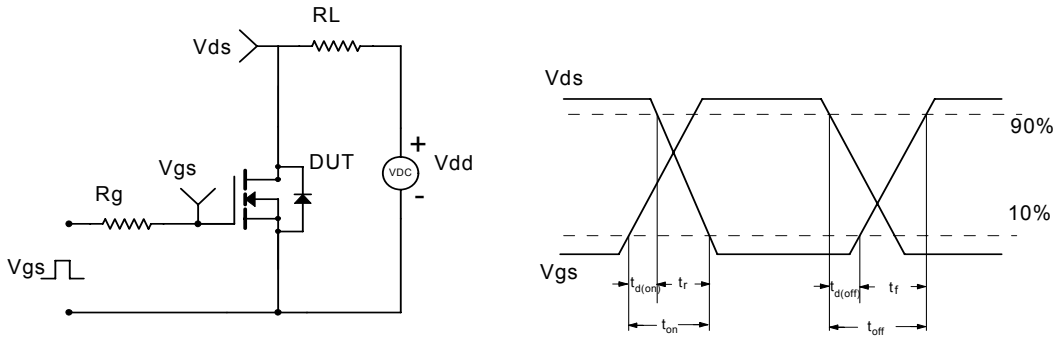 RL
Vds
Vgs
DUT
VDC
+
-
Vdd
Rg
Vgs
Vds
90%
10%
Vgs
td(on)
tr
ton
td(off)
tf
toff